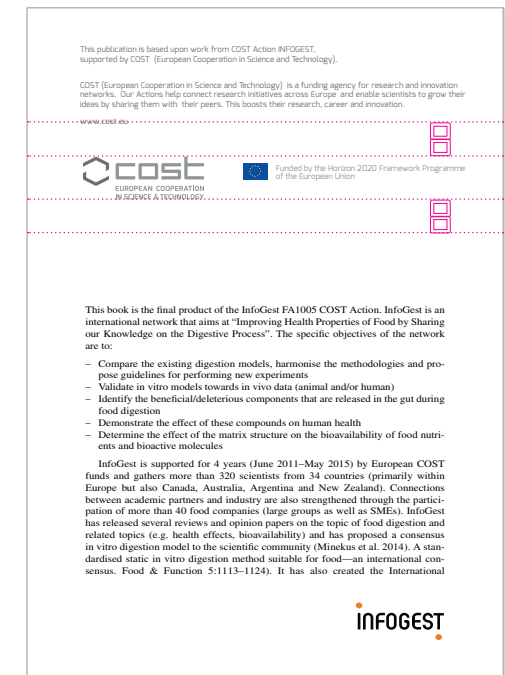 This publication is based upon work from COST Action INFOGEST,
supported by COST (European Cooperation in Science and Technology).
COST (European Cooperation in Science and Technology) is a funding agency for research and innovation
networks. Our Actions help connect research initiatives across Europe and enable scientists to grow their
ideas by sharing them with their peers. This boosts their research, career and innovation.
www.cost.eu
cost
EUROPEAN COOPERATION
IN SCIENCE & TECHNOLOGY
Funded by the Horizon 2020 Framework Programme
of the European Union
This book is the final product of the InfoGest FA1005 COST Action. InfoGest is an
international network that aims at “Improving Health Properties of Food by Sharing
our Knowledge on the Digestive Process”. The specific objectives of the network
are to:
– Compare the existing digestion models, harmonise the methodologies and pro-
pose guidelines for performing new experiments
– Validate in vitro models towards in vivo data (animal and/or human)
– Identify the beneficial/deleterious components that are released in the gut during
food digestion
– Demonstrate the effect of these compounds on human health
– Determine the effect of the matrix structure on the bioavailability of food nutri-
ents and bioactive molecules
InfoGest is supported for 4 years (June 2011–May 2015) by European COST
funds and gathers more than 320 scientists from 34 countries (primarily within
Europe but also Canada, Australia, Argentina and New Zealand). Connections
between academic partners and industry are also strengthened through the partici-
pation of more than 40 food companies (large groups as well as SMEs). InfoGest
has released several reviews and opinion papers on the topic of food digestion and
related topics (e.g. health effects, bioavailability) and has proposed a consensus
in vitro digestion model to the scientific community (Minekus et al. 2014). A stan-
dardised static in vitro digestion method suitable for food—an international con-
sensus. Food & Function 5:1113–1124). It has also created the International
INFOGEST